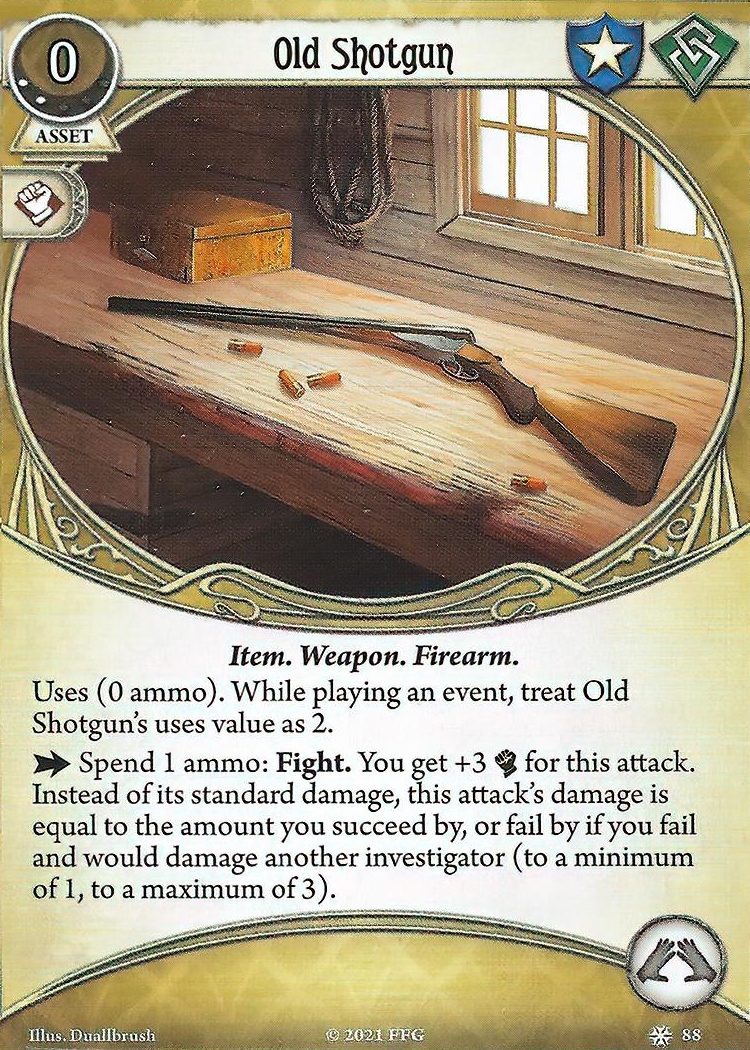 0
Old Shotgun
ASSET
Item. Weapon. Firearm.
Uses (0 ammo). While playing an event, treat Old
Shotgun's uses value as 2.
Spend 1 ammo: Fight. You get +3 for this attack.
Instead of its standard damage, this attack's damage is
equal to the amount you succeed by, or fail by if you fail
and would damage another investigator (to a minimum
of 1, to a maximum of 3).
Illus. Duallbrush
© 2021 FFG
88